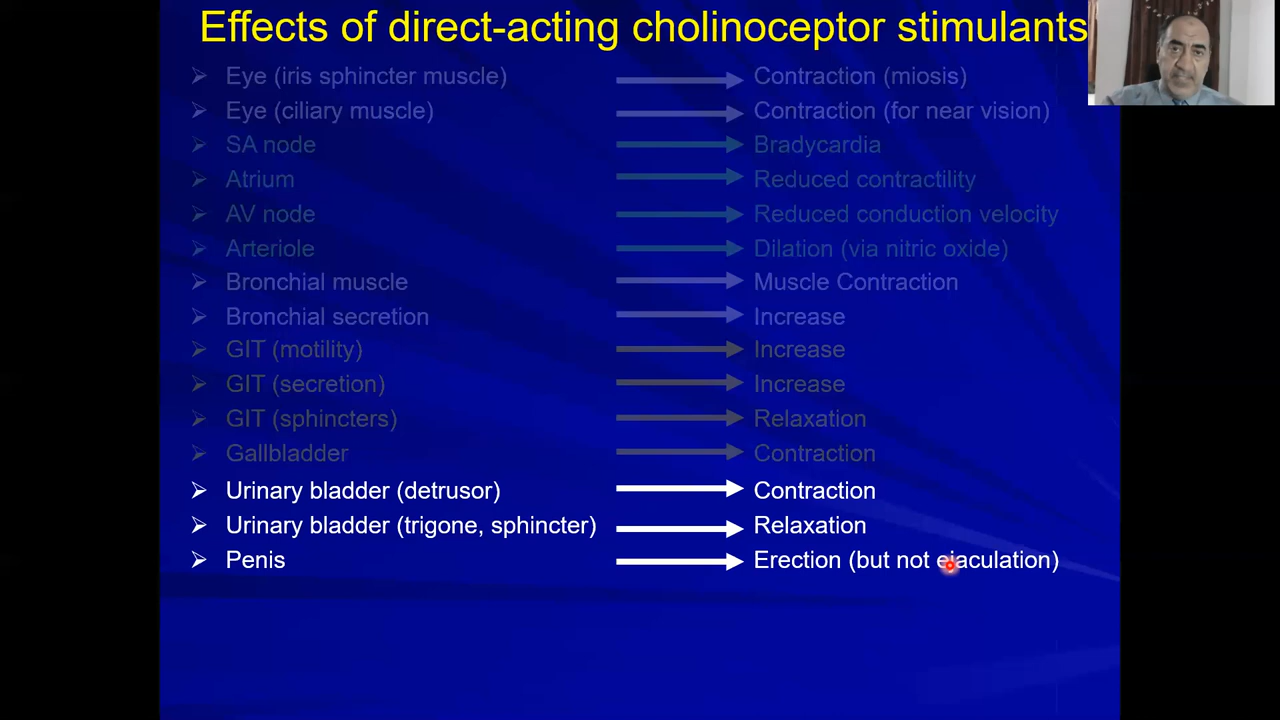 Effects of direct-acting cholinoceptor stimulants
Eye (iris sphincter muscle) Contraction (miosis)
Eye (ciliary muscle) Contraction (for near vision)
SA node Bradycardia
Atrium Reduced contractility
AV node Reduced conduction velocity
Arteriole Dilation (via nitric oxide)
Bronchial muscle Muscle Contraction
Bronchial secretion Increase
GIT (motility) Increase
GIT (secretion) Increase
GIT (sphincters) Relaxation
Gallbladder Contraction
Urinary bladder (detrusor) Contraction
Urinary bladder (trigone, sphincter) Relaxation
Penis Erection (but not ejaculation)